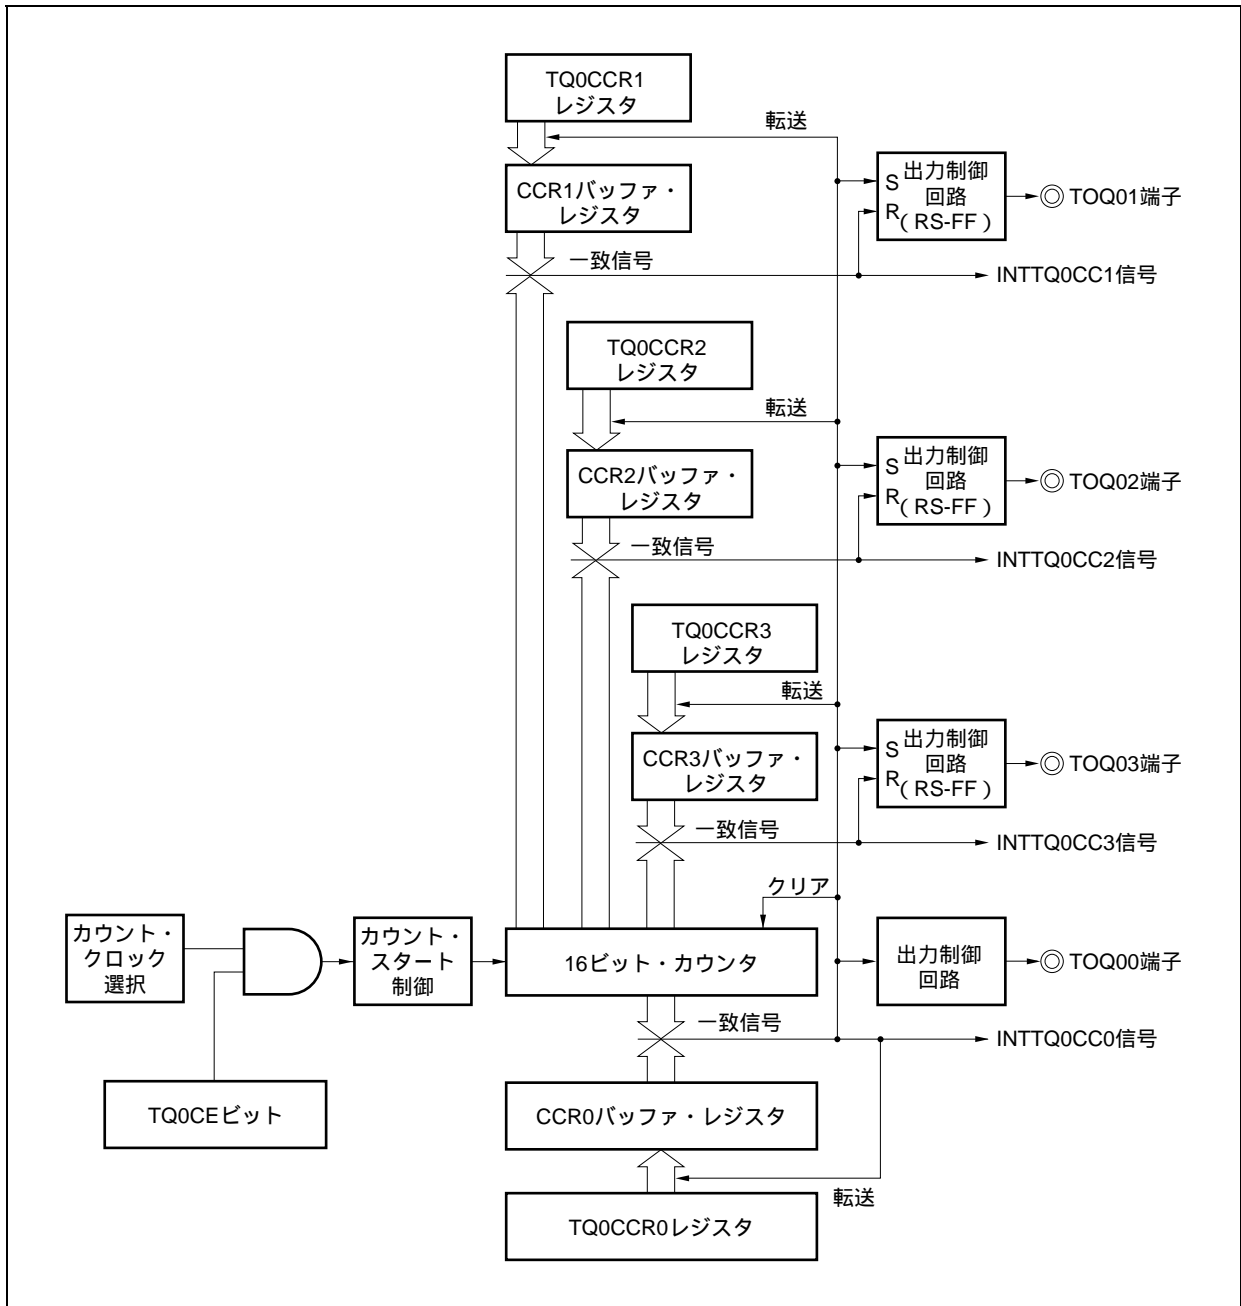 TQ0CCR1
レジスタ
転送
CCR1バッファ・
レジスタ
S
R
出力制御
回路
( RS-FF )
TOQ01端子
一致信号
INTTQ0CC1信号
TQ0CCR2
レジスタ
転送
CCR2バッファ・
レジスタ
S
R
出力制御
回路
( RS-FF )
TOQ02端子
一致信号
INTTQ0CC2信号
TQ0CCR3
レジスタ
転送
CCR3バッファ・
レジスタ
S
R
出力制御
回路
( RS-FF )
TOQ03端子
一致信号
INTTQ0CC3信号
クリア
カウント・
クロック
選択
カウント・
スタート
制御
16ビット・カウンタ
出力制御
回路
TOQ00端子
一致信号
INTTQ0CC0信号
TQ0CEビット
CCR0バッファ・レジスタ
転送
TQ0CCR0レジスタ